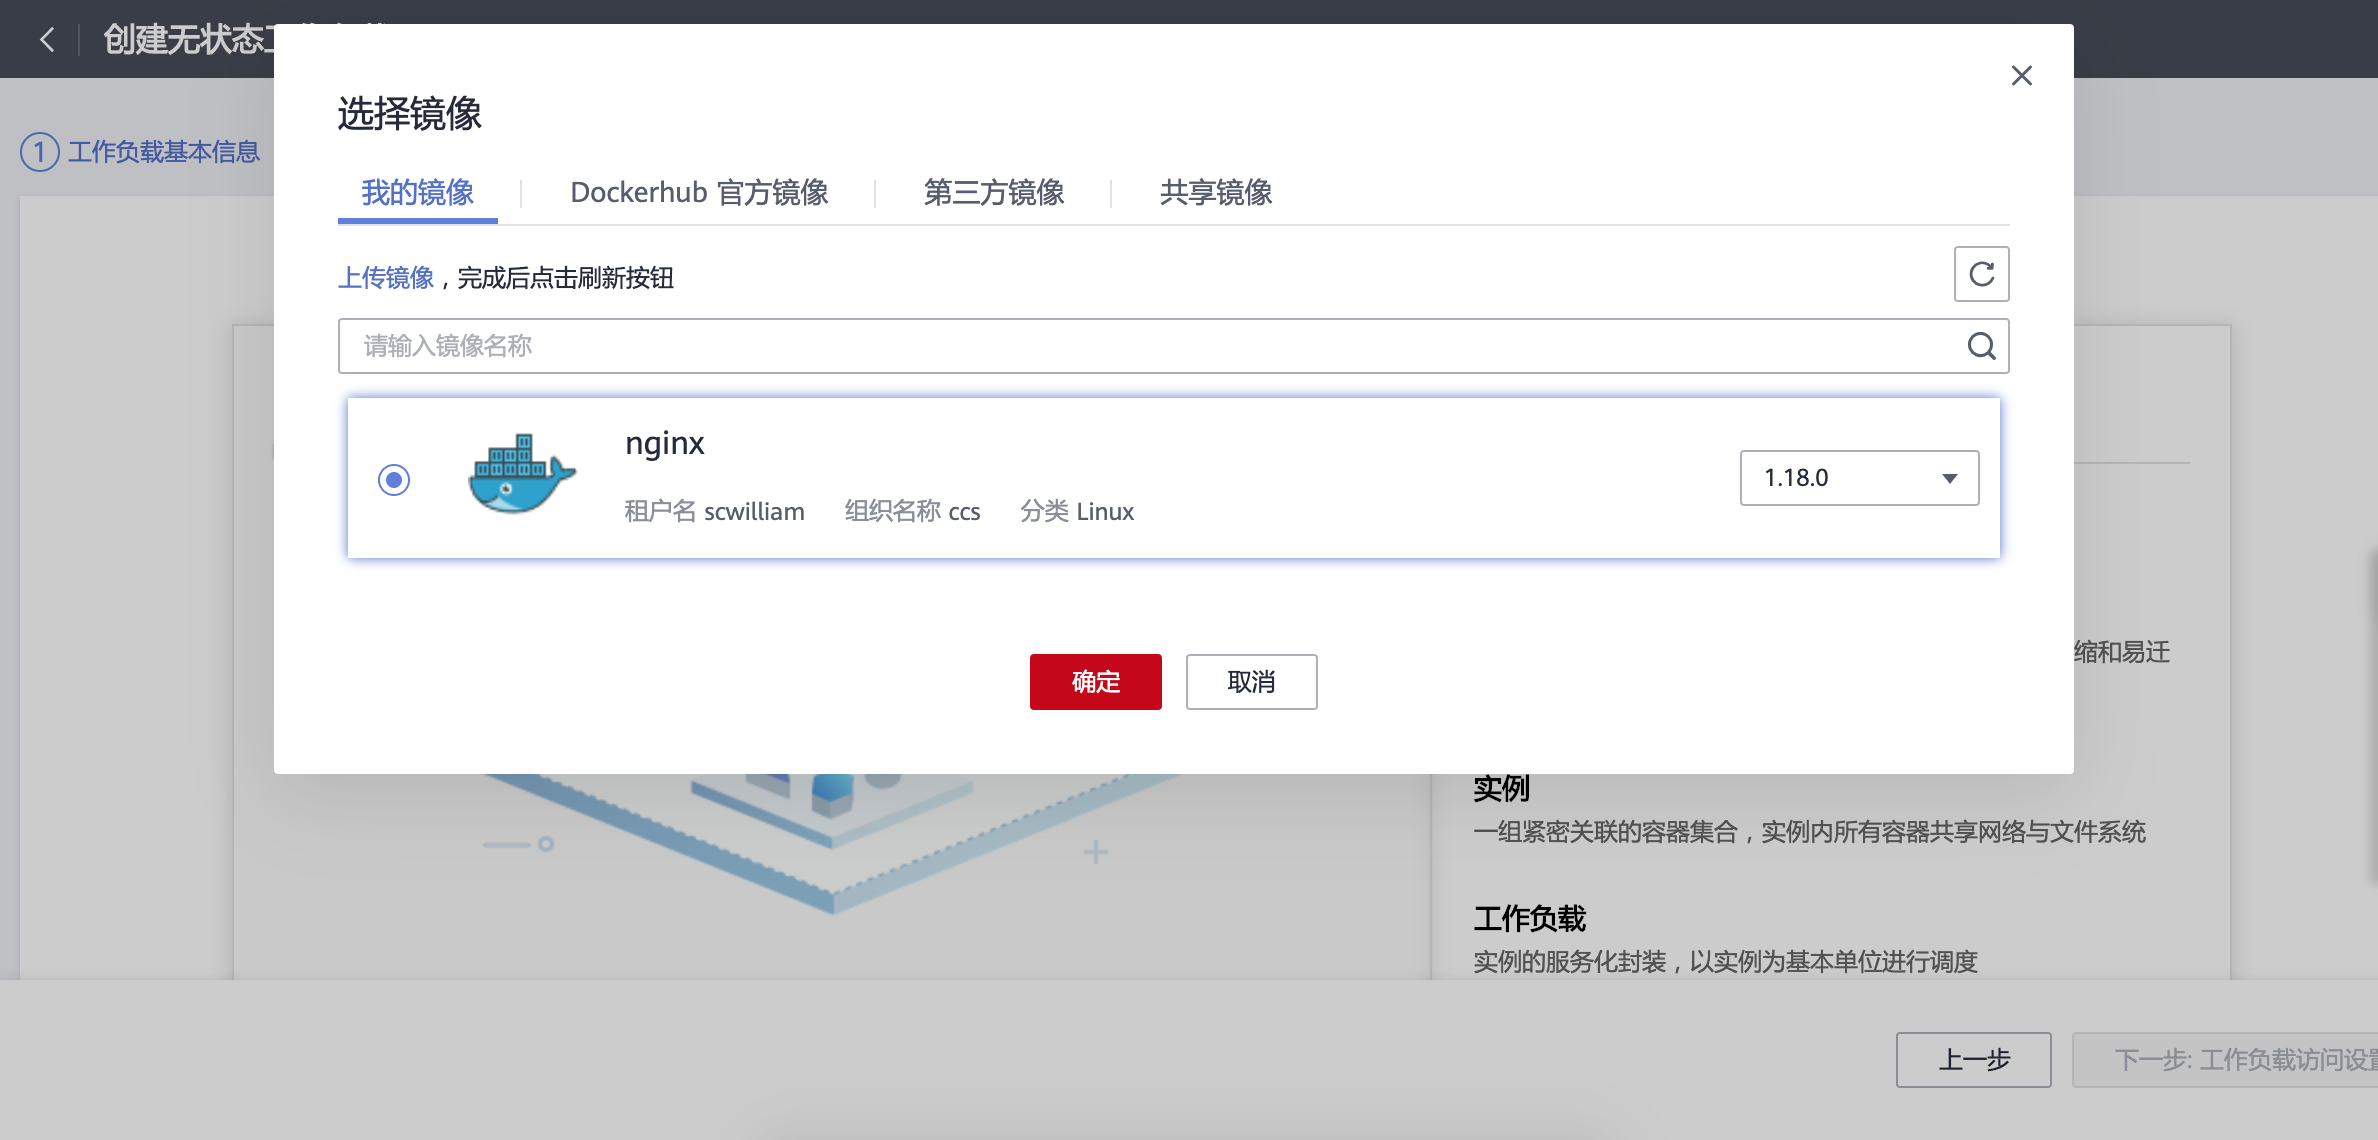 创建无状态工
选择镜像
1 工作负载基本信息
我的镜像 Dockerhub 官方镜像 第三方镜像 共享镜像
上传镜像，完成后点击刷新按钮
请输入镜像名称
nginx
1.18.0
租户名 scwilliam 组织名称 ccs 分类 Linux
缩和易迁
确定 取消
实例
一组紧密关联的容器集合，实例内所有容器共享网络与文件系统
工作负载
实例的服务化封装，以实例为基本单位进行调度
上一步 下一步: 工作负载访问设置